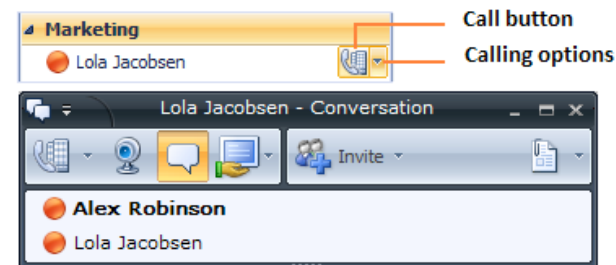 Call button
Marketing
Calling options
Lola Jacobsen
Lola Jacobsen - Conversation
Invite
Alex Robinson
Lola Jacobsen